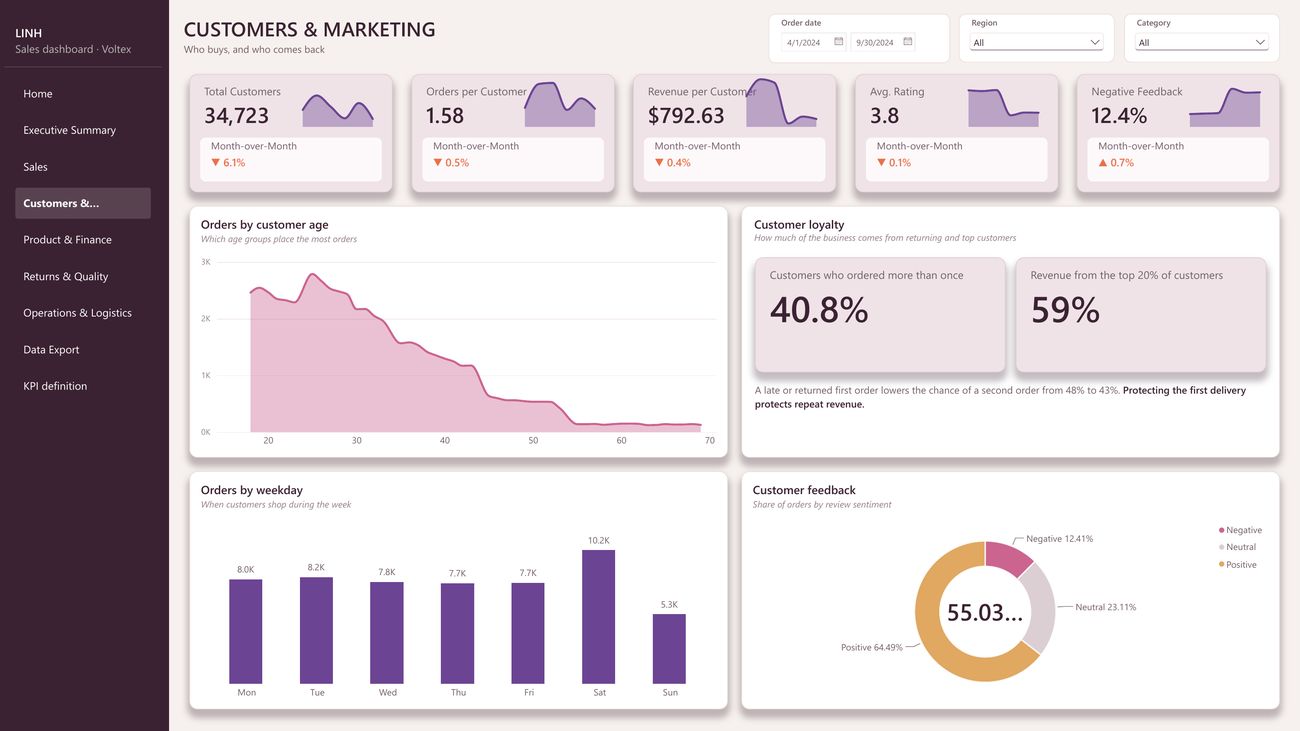 LINH
Sales dashboard · Voltex
Home
Executive Summary
Sales
Customers &...
Product & Finance
Returns & Quality
Operations & Logistics
Data Export
KPI definition
CUSTOMERS & MARKETING
Who buys, and who comes back
Order date
4/1/2024
9/30/2024
Region
All
Category
All
Total Customers
34,723
Month-over-Month
▼ 6.1%
Orders per Customer
1.58
Month-over-Month
▼ 0.5%
Revenue per Customer
$792.63
Month-over-Month
▼ 0.4%
Avg. Rating
3.8
Month-over-Month
▼ 0.1%
Negative Feedback
12.4%
Month-over-Month
▲ 0.7%
Orders by customer age
Which age groups place the most orders
3K
2K
1K
0K
20 30 40 50 60 70
Customer loyalty
How much of the business comes from returning and top customers
Customers who ordered more than once
40.8%
Revenue from the top 20% of customers
59%
A late or returned first order lowers the chance of a second order from 48% to 43%. Protecting the first delivery
protects repeat revenue.
Orders by weekday
When customers shop during the week
8.0K 8.2K 7.8K 7.7K 7.7K 10.2K 5.3K
Mon Tue Wed Thu Fri Sat Sun
Customer feedback
Share of orders by review sentiment
Negative 12.41%
Neutral 23.11%
Positive 64.49%
55.03...
Negative
Neutral
Positive